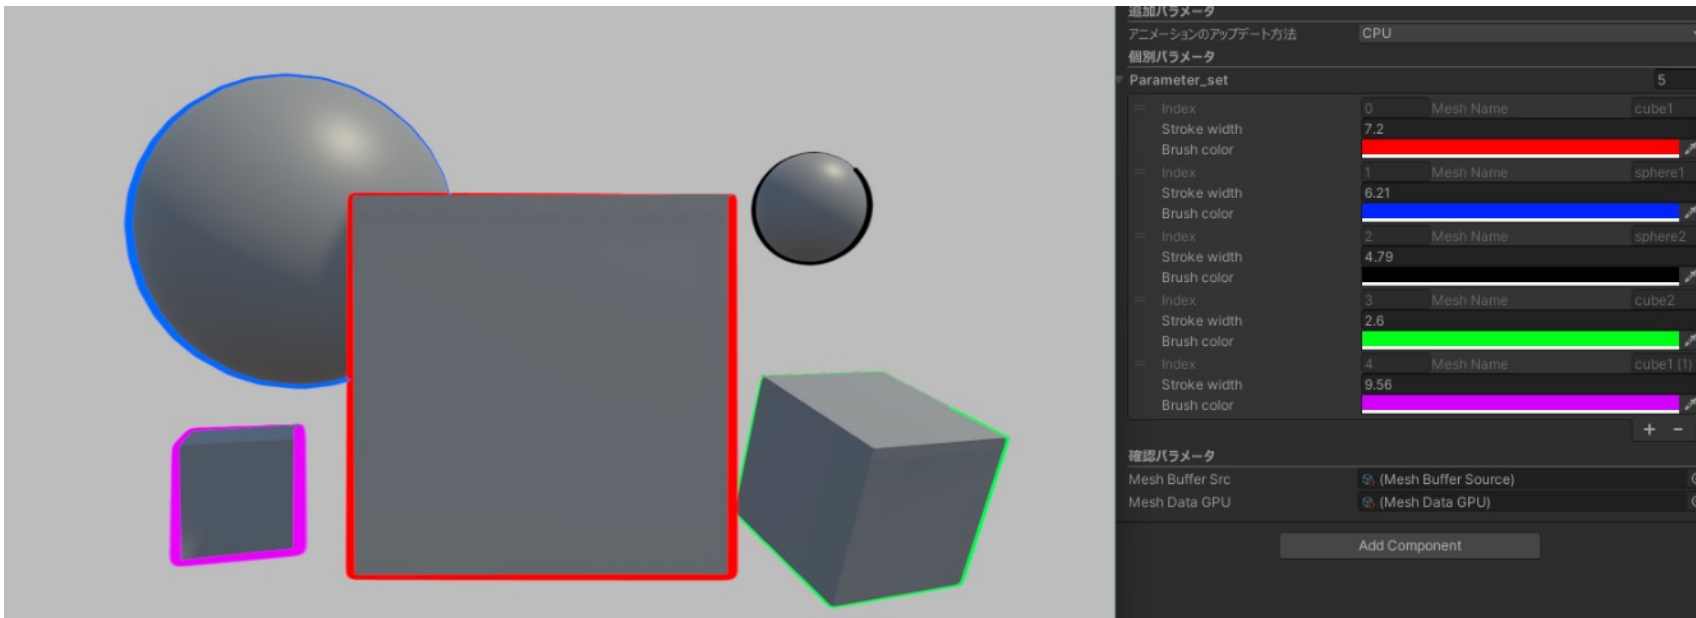 追加パラメータ
アニメーションのアップデート方法 CPU
個別パラメータ
Parameter_set 5
Index 0 Mesh Name cube1
Stroke width 7.2
Brush color
Index 1 Mesh Name sphere1
Stroke width 6.21
Brush color
Index 2 Mesh Name sphere2
Stroke width 4.79
Brush color
Index 3 Mesh Name cube2
Stroke width 2.6
Brush color
Index 4 Mesh Name cube1 (1)
Stroke width 9.56
Brush color
+ −
確認パラメータ
Mesh Buffer Src (Mesh Buffer Source)
Mesh Data GPU (Mesh Data GPU)
Add Component